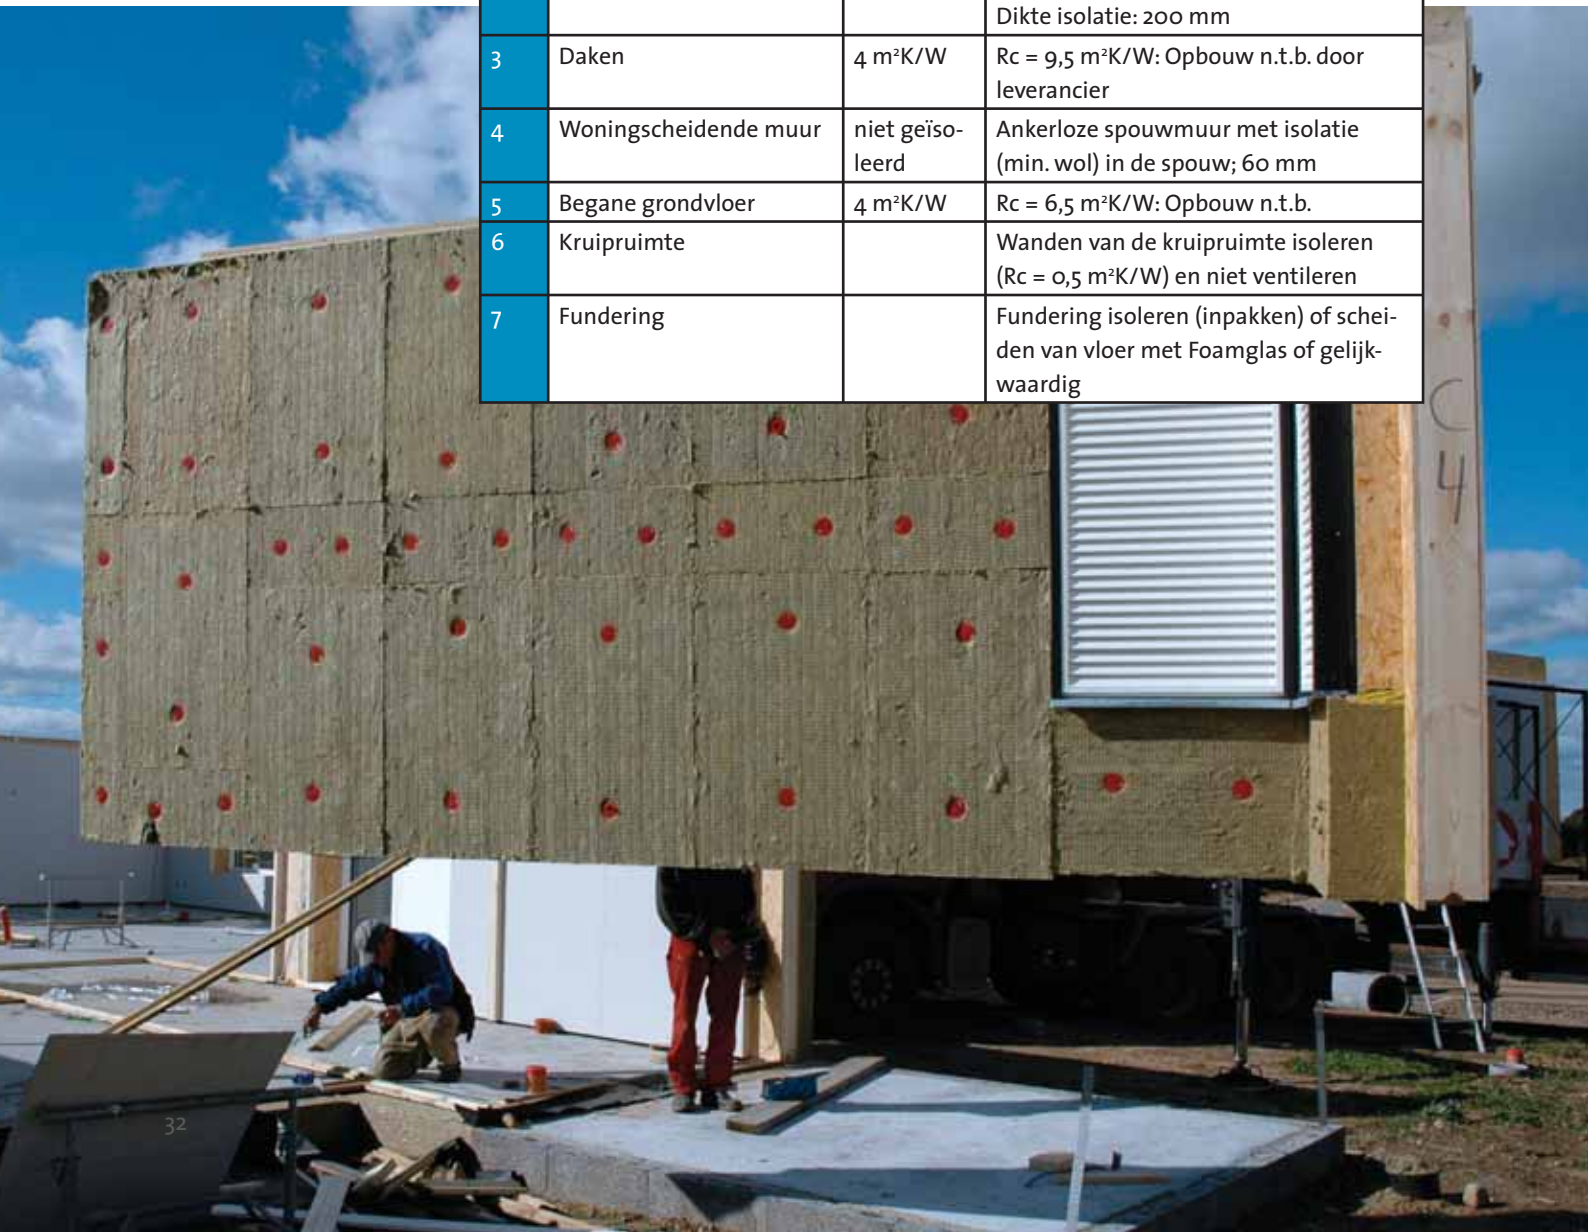 Dikte isolatie: 200 mm
3 Daken 4 m²K/W Rc = 9,5 m²K/W: Opbouw n.t.b. door
leverancier
4 Woningscheidende muur niet geïso- Ankerloze spouwmuur met isolatie
leerd (min. wol) in de spouw; 60 mm
5 Begane grondvloer 4 m²K/W Rc = 6,5 m²K/W: Opbouw n.t.b.
6 Kruipruimte Wanden van de kruipruimte isoleren
(Rc = 0,5 m²K/W) en niet ventileren
7 Fundering Fundering isoleren (inpakken) of schei-
den van vloer met Foamglas of gelijk-
waardig
C
4
32